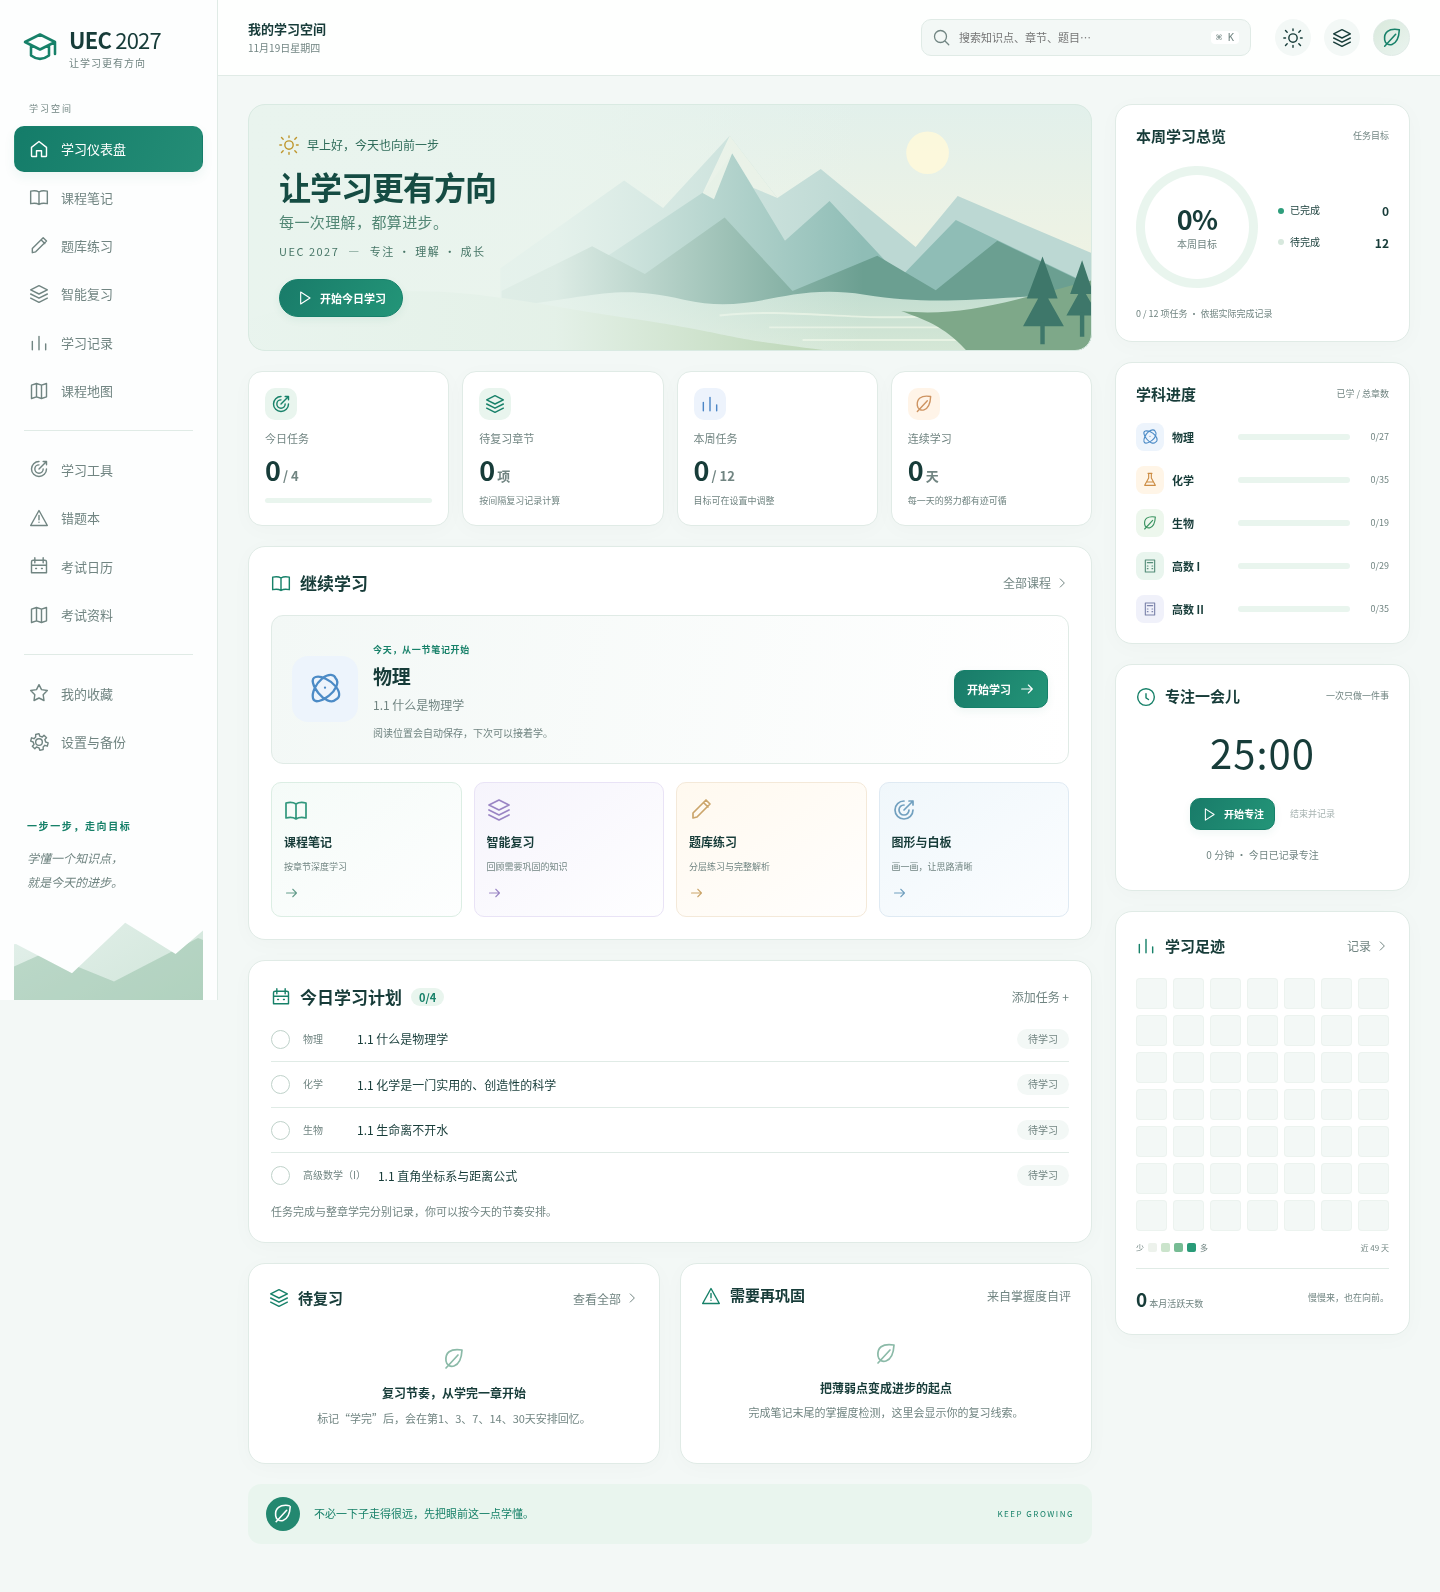 UEC 2027
让学习更有方向
学习空间
学习仪表盘
课程笔记
题库练习
智能复习
学习记录
课程地图
学习工具
错题本
考试日历
考试资料
我的收藏
设置与备份
一步一步，走向目标
学懂一个知识点，
就是今天的进步。
我的学习空间
11月19日星期四
搜索知识点、章节、题目…
⌘ K
早上好，今天也向前一步
让学习更有方向
每一次理解，都算进步。
UEC 2027 — 专注 · 理解 · 成长
开始今日学习
今日任务
0 / 4
待复习章节
0 项
按间隔复习记录计算
本周任务
0 / 12
目标可在设置中调整
连续学习
0 天
每一天的努力都有迹可循
继续学习
全部课程
今天，从一节笔记开始
物理
1.1 什么是物理学
阅读位置会自动保存，下次可以接着学。
开始学习
课程笔记
按章节深度学习
智能复习
回顾需要巩固的知识
题库练习
分层练习与完整解析
图形与白板
画一画，让思路清晰
今日学习计划 0/4
添加任务 +
物理 1.1 什么是物理学 待学习
化学 1.1 化学是一门实用的、创造性的科学 待学习
生物 1.1 生命离不开水 待学习
高级数学（I） 1.1 直角坐标系与距离公式 待学习
任务完成与整章学完分别记录，你可以按今天的节奏安排。
待复习
查看全部
复习节奏，从学完一章开始
标记“学完”后，会在第1、3、7、14、30天安排回忆。
需要再巩固
来自掌握度自评
把薄弱点变成进步的起点
完成笔记末尾的掌握度检测，这里会显示你的复习线索。
不必一下子走得很远，先把眼前这一点学懂。
KEEP GROWING
本周学习总览
任务目标
0%
本周目标
已完成 0
待完成 12
0 / 12 项任务 · 依据实际完成记录
学科进度
已学 / 总章数
物理 0/27
化学 0/35
生物 0/19
高数 I 0/29
高数 II 0/35
专注一会儿
一次只做一件事
25:00
开始专注
结束并记录
0 分钟 · 今日已记录专注
学习足迹
记录
少 多
近 49 天
0 本月活跃天数
慢慢来，也在向前。